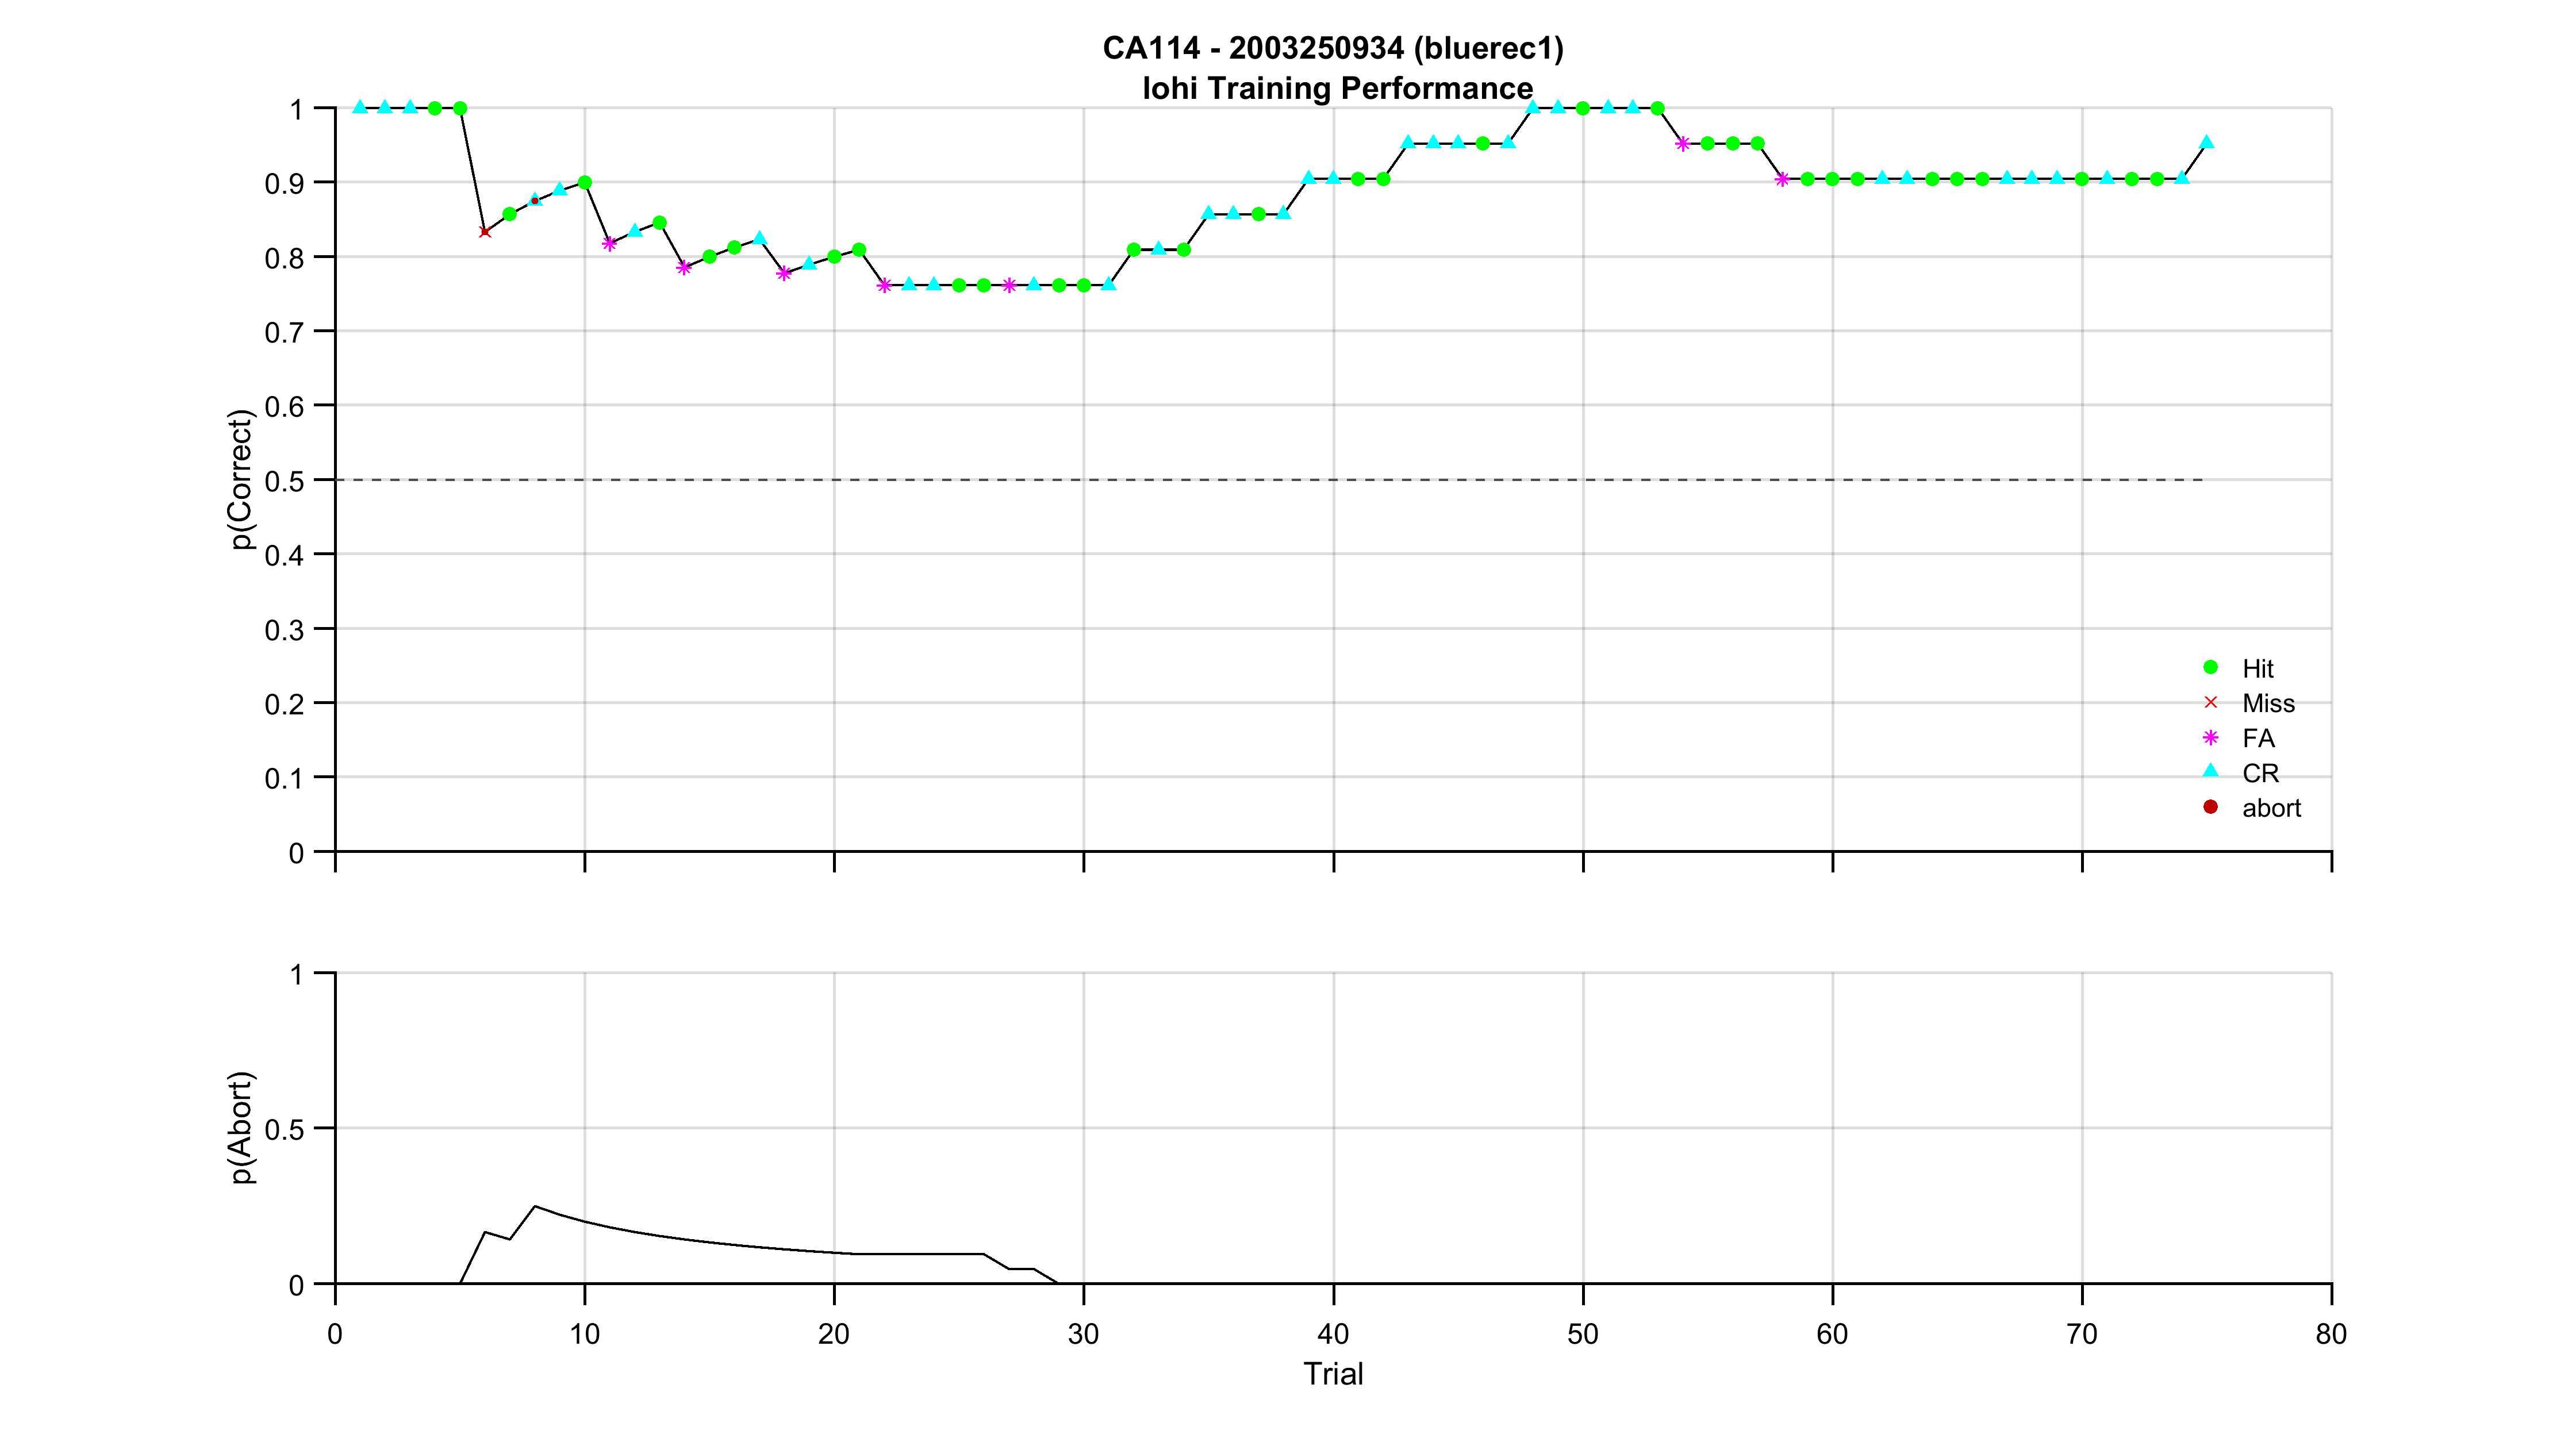 CA114 - 2003250934 (bluerec1)
lohi Training Performance
1
0.9
0.8
0.7
0.6
0.5
0.4
0.3
0.2
0.1
0
p(Correct)
Hit
Miss
FA
CR
abort
1
0.5
0
p(Abort)
0 10 20 30 40 50 60 70 80
Trial